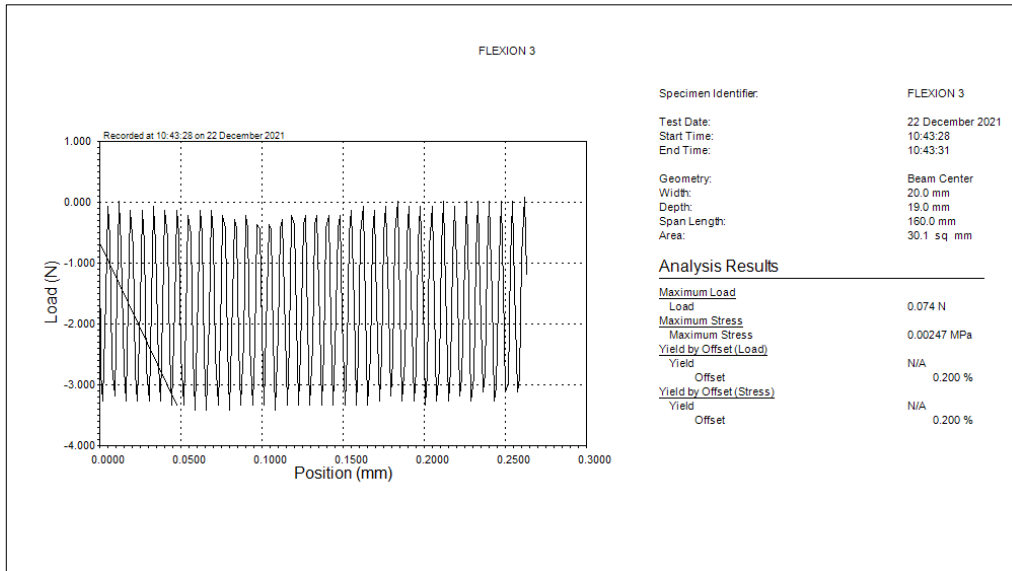 FLEXION 3
Recorded at 10:43:28 on 22 December 2021
1.000
0.000
-1.000
-2.000
-3.000
-4.000
Load (N)
0.0000 0.0500 0.1000 0.1500 0.2000 0.2500 0.3000
Position (mm)
Specimen Identifier: FLEXION 3
Test Date: 22 December 2021
Start Time: 10:43:28
End Time: 10:43:31
Geometry: Beam Center
Width: 20.0 mm
Depth: 19.0 mm
Span Length: 160.0 mm
Area: 30.1 sq mm
Analysis Results
Maximum Load
Load 0.074 N
Maximum Stress
Maximum Stress 0.00247 MPa
Yield by Offset (Load)
Yield N/A
Offset 0.200 %
Yield by Offset (Stress)
Yield N/A
Offset 0.200 %